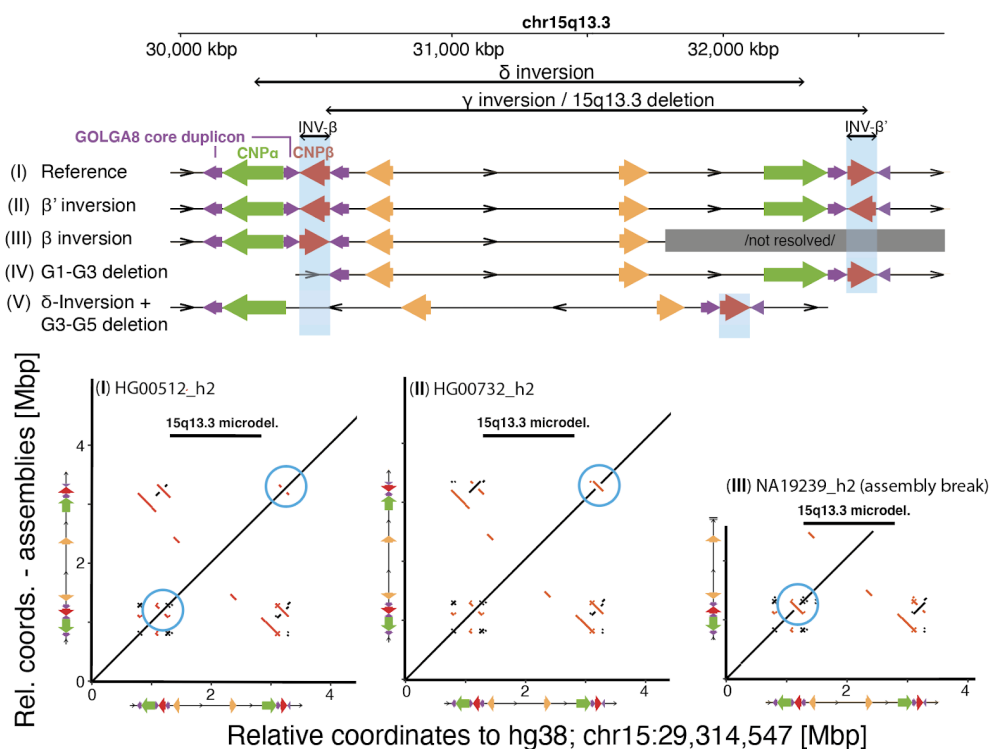 chr15q13.3
30,000 kbp 31,000 kbp 32,000 kbp
δ inversion
γ inversion / 15q13.3 deletion
INV-β INV-β'
GOLGA8 core duplicon
CNPα CNPβ
(I) Reference
(II) β' inversion
(III) β inversion /not resolved/
(IV) G1-G3 deletion
(V) δ-Inversion +
G3-G5 deletion
Rel. coords. - assemblies [Mbp]
(I) HG00512_h2
15q13.3 microdel.
4
2
0
0 2 4
(II) HG00732_h2
15q13.3 microdel.
0 2 4
(III) NA19239_h2 (assembly break)
15q13.3 microdel.
0 2 4
Relative coordinates to hg38; chr15:29,314,547 [Mbp]